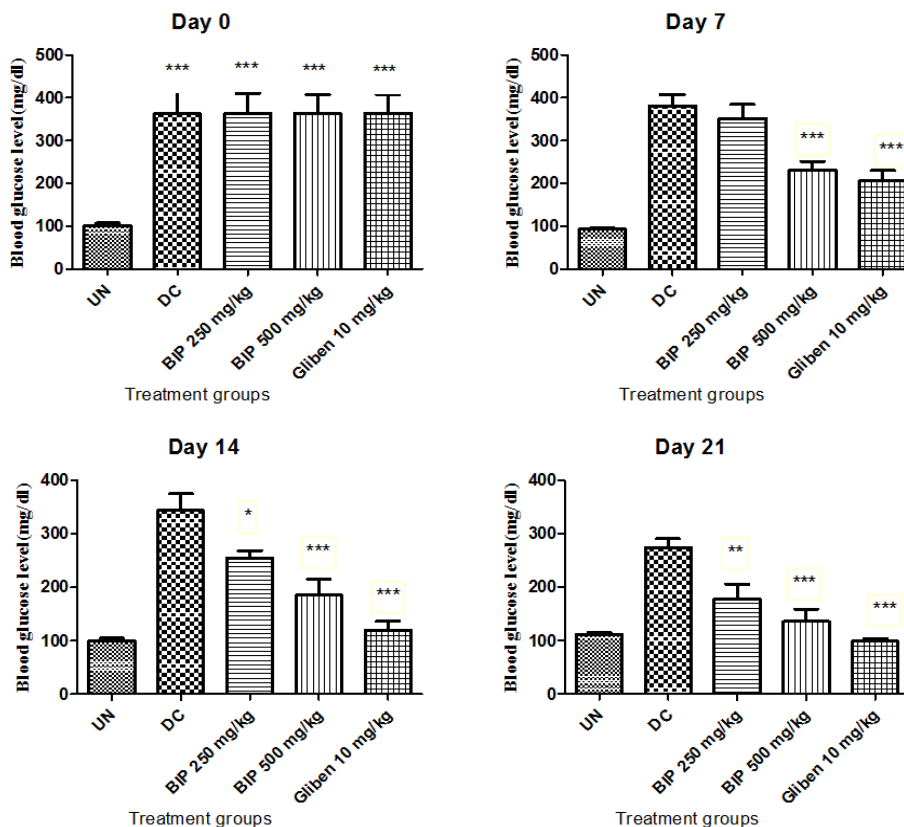 Day 0
Blood glucose level(mg/dl)
500
400
300
200
100
0
***
***
***
***
UN
DC
BIP 250 mg/kg
BIP 500 mg/kg
Gliben 10 mg/kg
Treatment groups
Day 7
Blood glucose level(mg/dl)
500
400
300
200
100
0
***
***
UN
DC
BIP 250 mg/kg
BIP 500 mg/kg
Gliben 10 mg/kg
Treatment groups
Day 14
Blood glucose level(mg/dl)
400
300
200
100
0
*
***
***
UN
DC
BIP 250 mg/kg
BIP 500 mg/kg
Gliben 10 mg/kg
Treatment groups
Day 21
Blood glucose level(mg/dl)
400
300
200
100
0
**
***
***
UN
DC
BIP 250 mg/kg
BIP 500 mg/kg
Gliben 10 mg/kg
Treatment groups